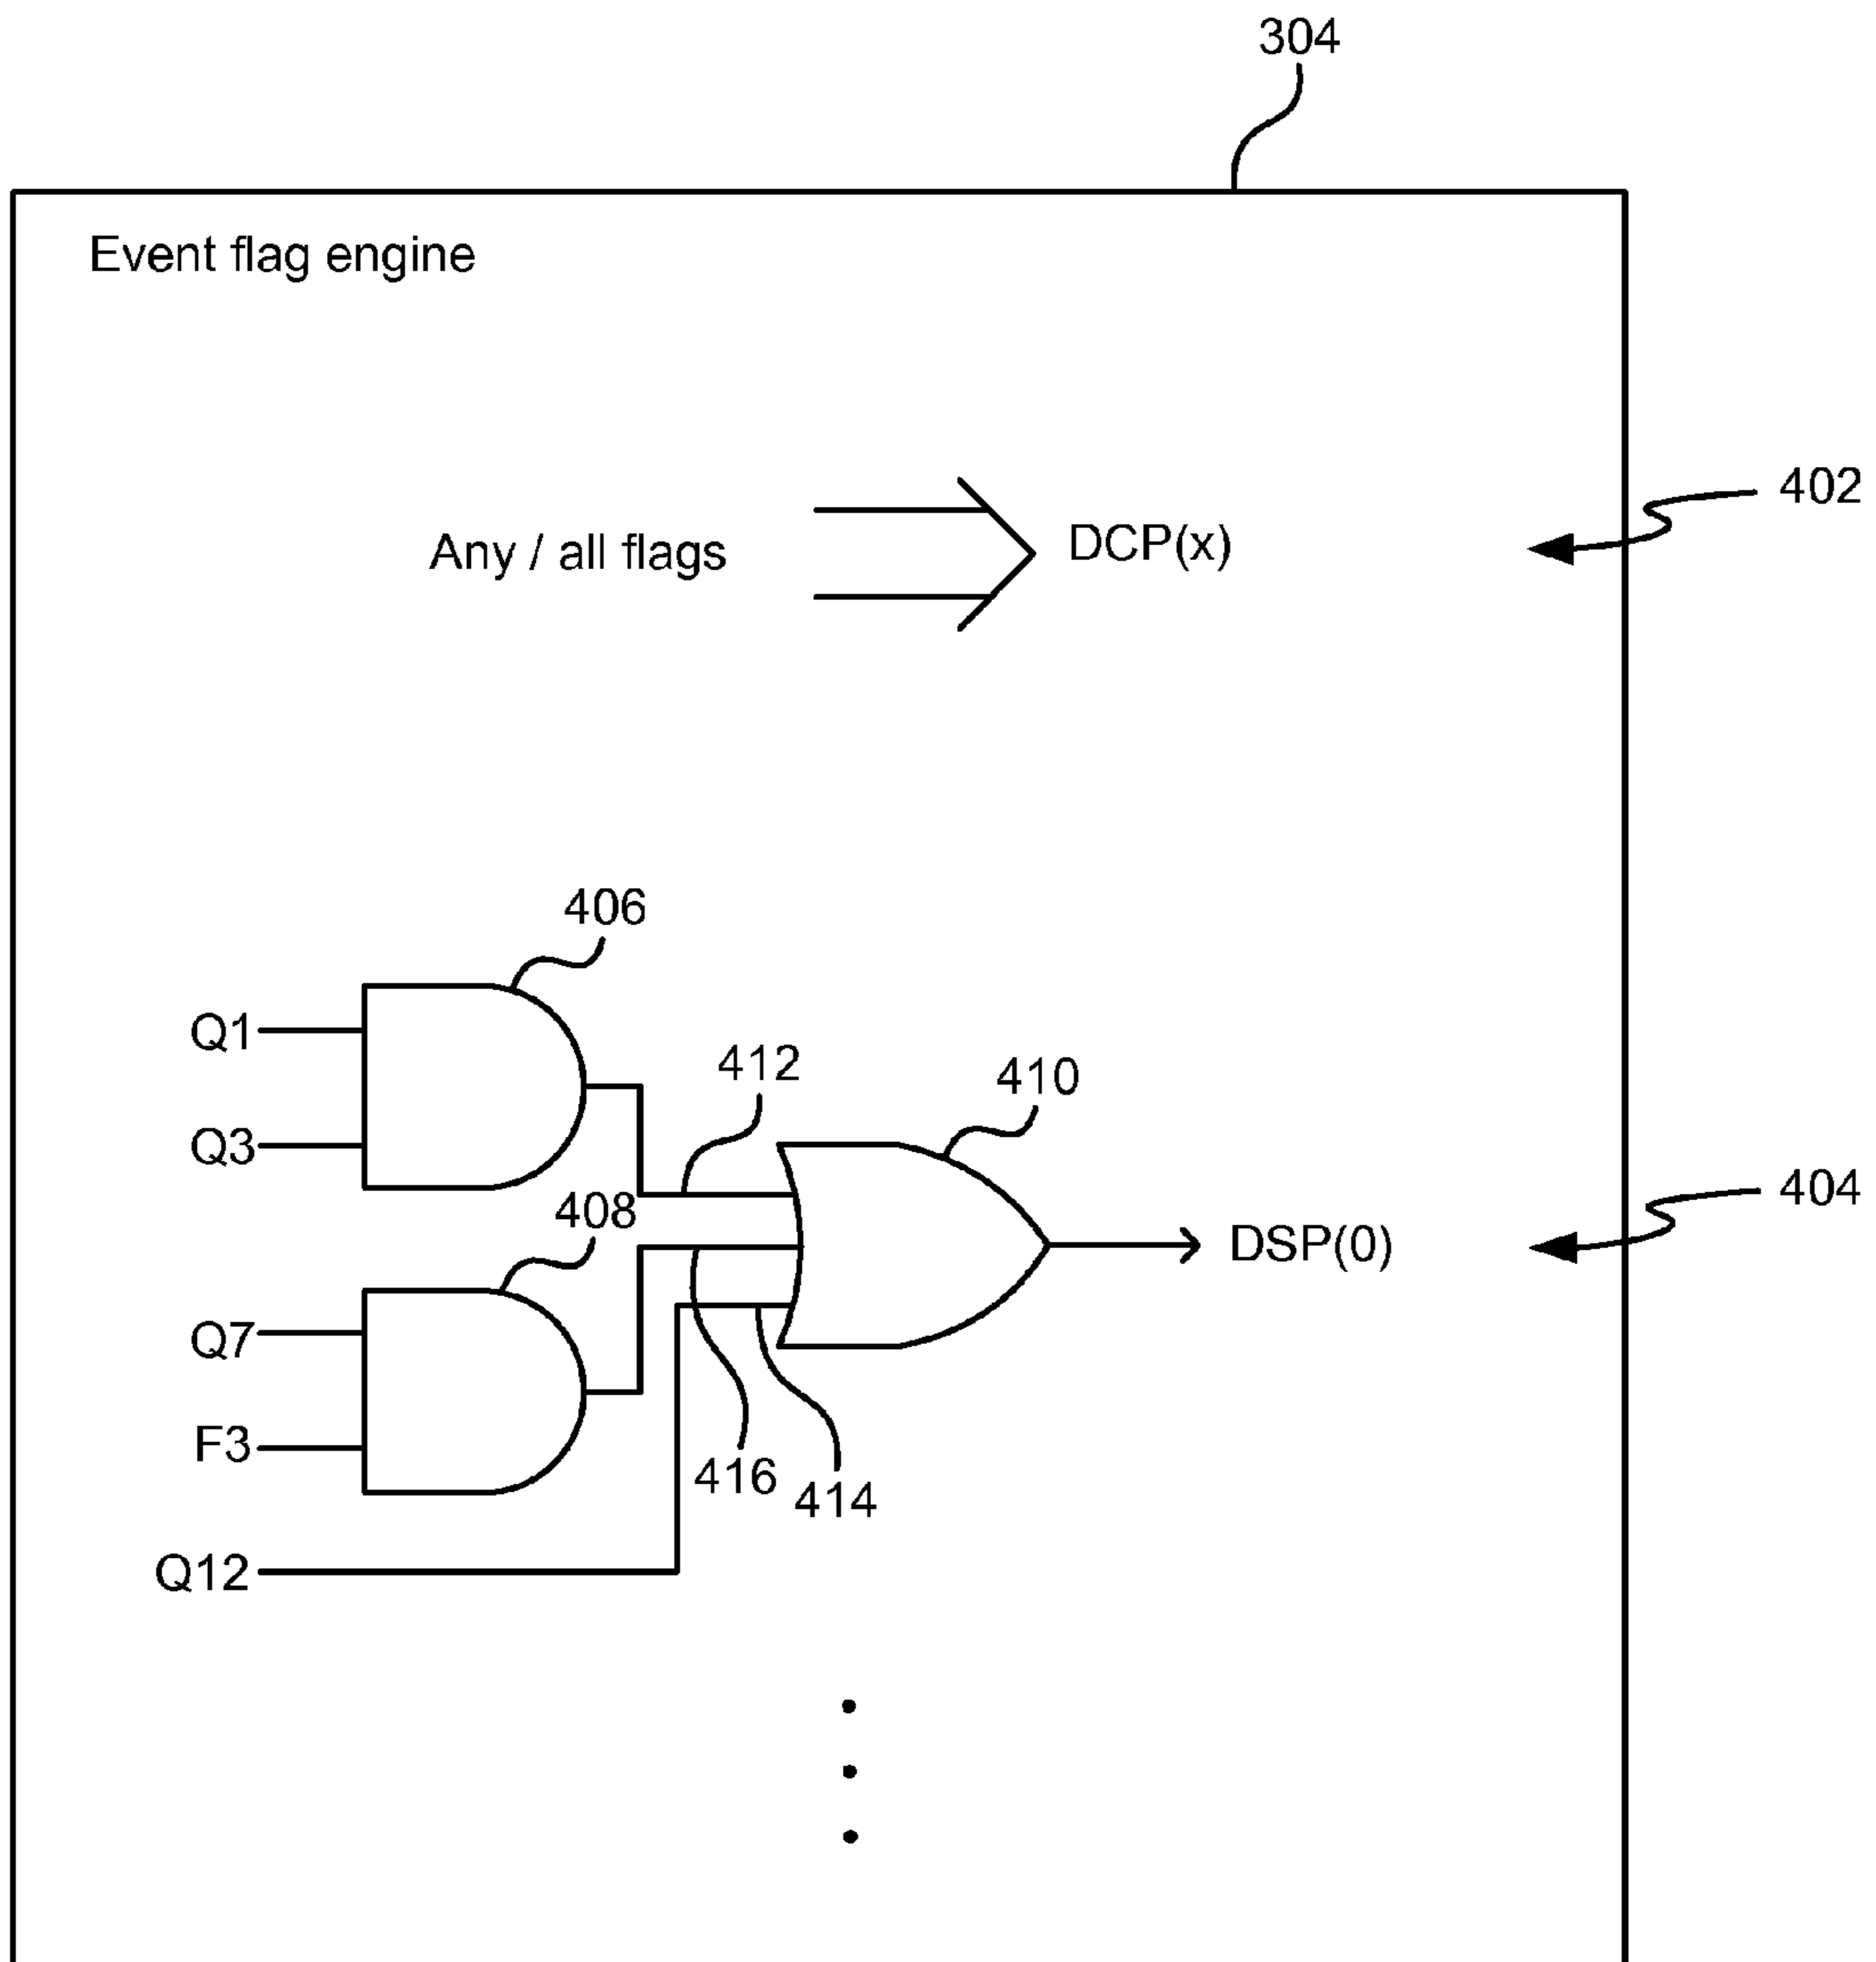 304
Event flag engine
402
Any / all flags
DCP(x)
406
Q1
412
410
Q3
408
404
DSP(0)
Q7
F3
416
414
Q12